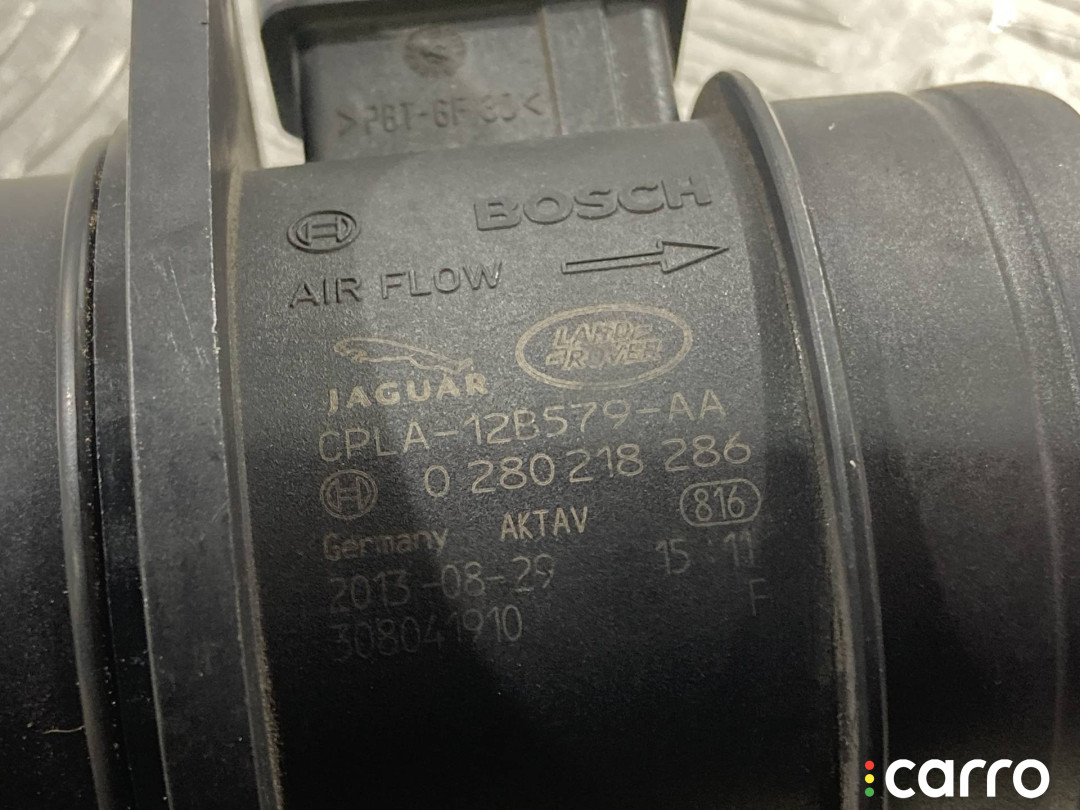 >PBT-GF30<
BOSCH
AIR FLOW
JAGUAR
LAND-
-ROVER
CPLA-12B579-AA
0 280 218 286
Germany AKTAV 816
2013-08-29 15 11
308041910 F
carro